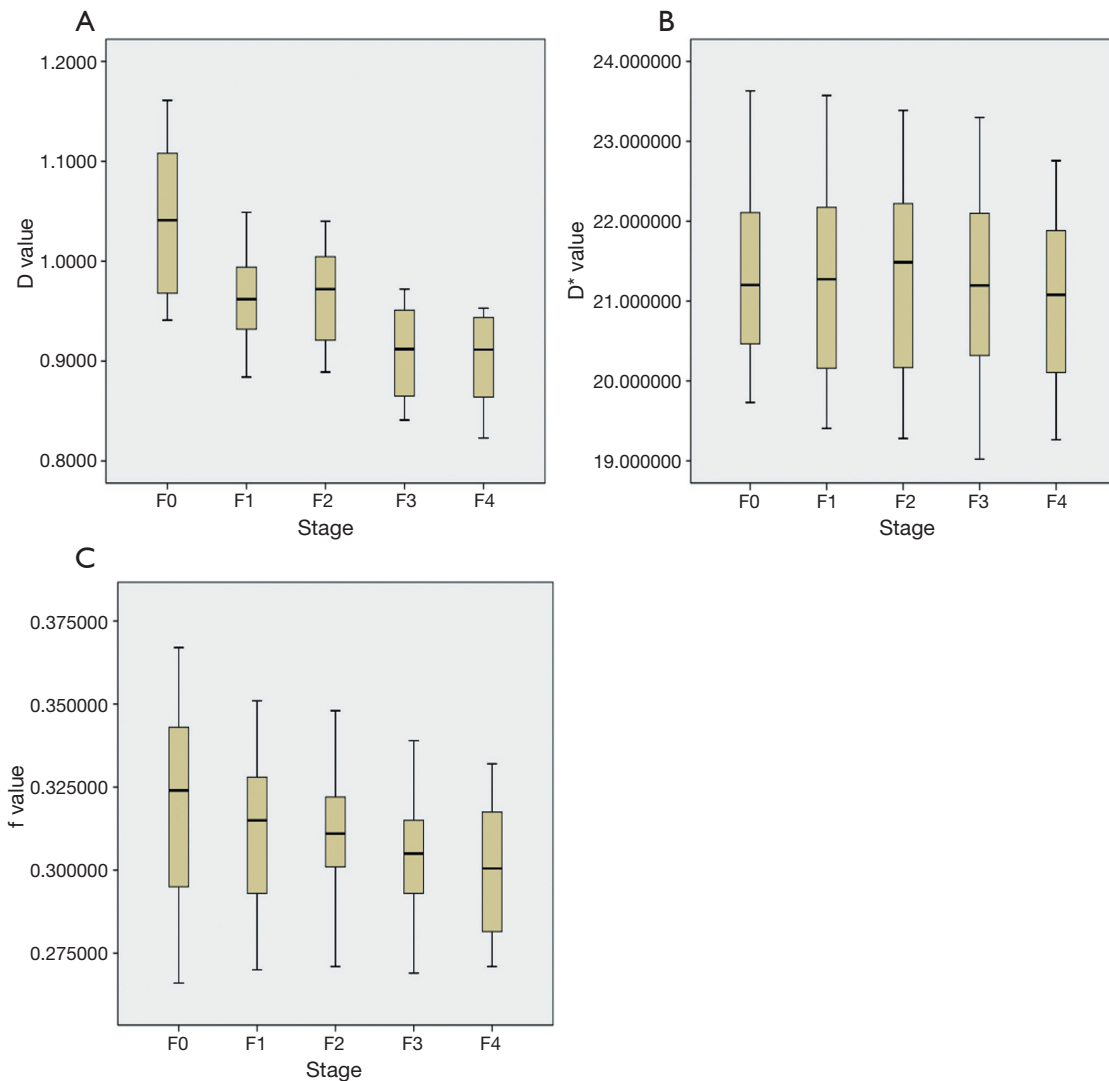 A
1.2000
1.1000
1.0000
0.9000
0.8000
D value
F0 F1 F2 F3 F4
Stage
B
24.000000
23.000000
22.000000
21.000000
20.000000
19.000000
D* value
F0 F1 F2 F3 F4
Stage
C
0.375000
0.350000
0.325000
0.300000
0.275000
f value
F0 F1 F2 F3 F4
Stage